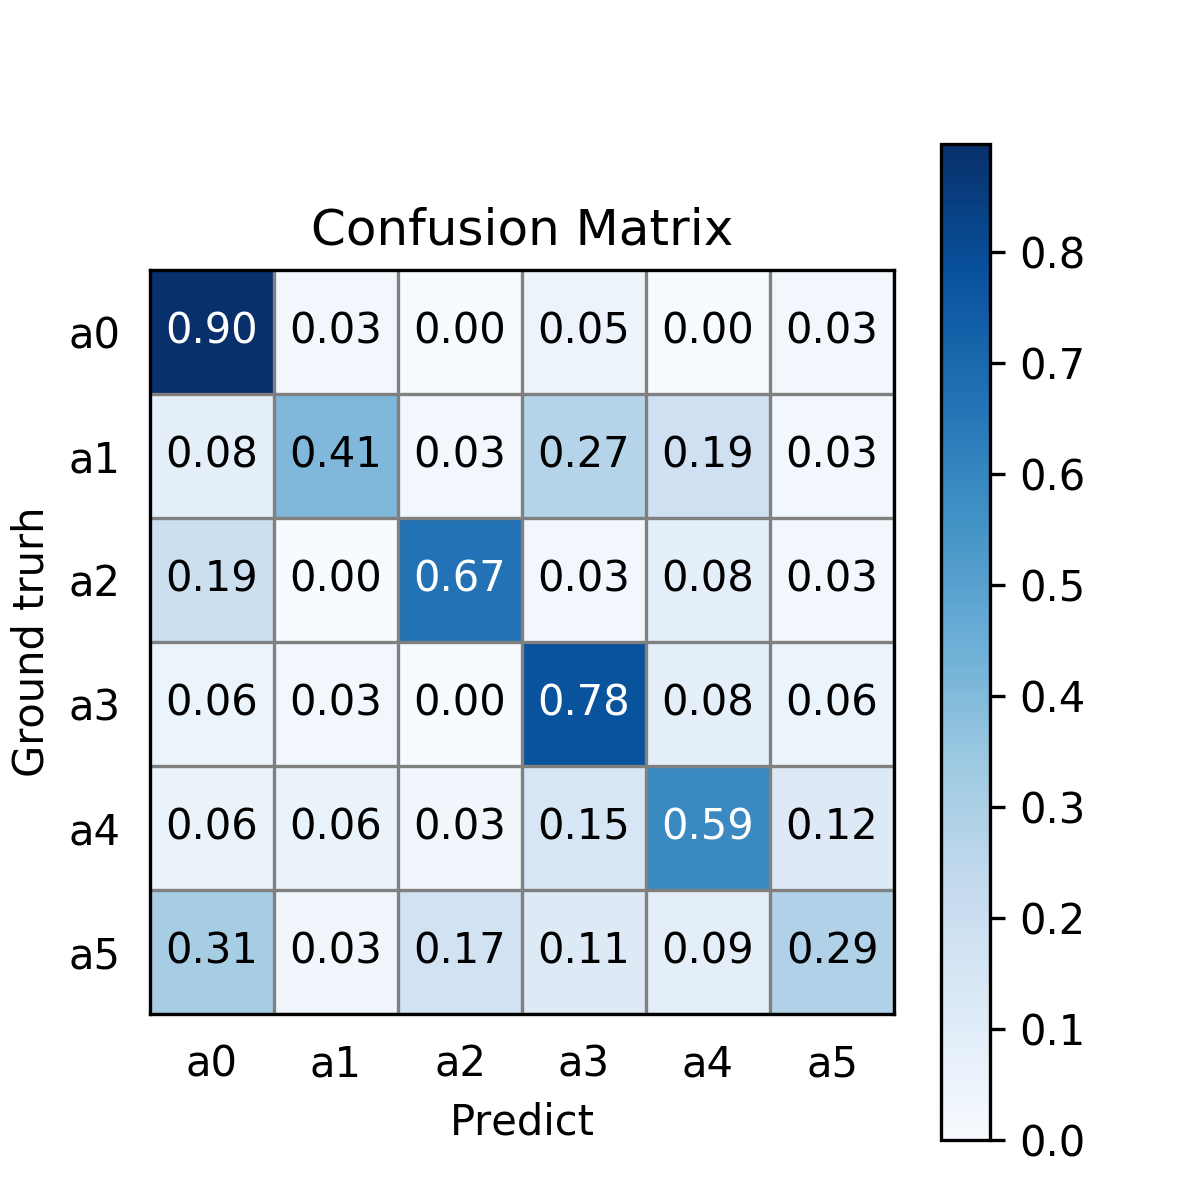 Confusion Matrix
a0 0.90 0.03 0.00 0.05 0.00 0.03
a1 0.08 0.41 0.03 0.27 0.19 0.03
a2 0.19 0.00 0.67 0.03 0.08 0.03
a3 0.06 0.03 0.00 0.78 0.08 0.06
a4 0.06 0.06 0.03 0.15 0.59 0.12
a5 0.31 0.03 0.17 0.11 0.09 0.29
a0 a1 a2 a3 a4 a5
Predict
Ground trurh
0.8
0.7
0.6
0.5
0.4
0.3
0.2
0.1
0.0